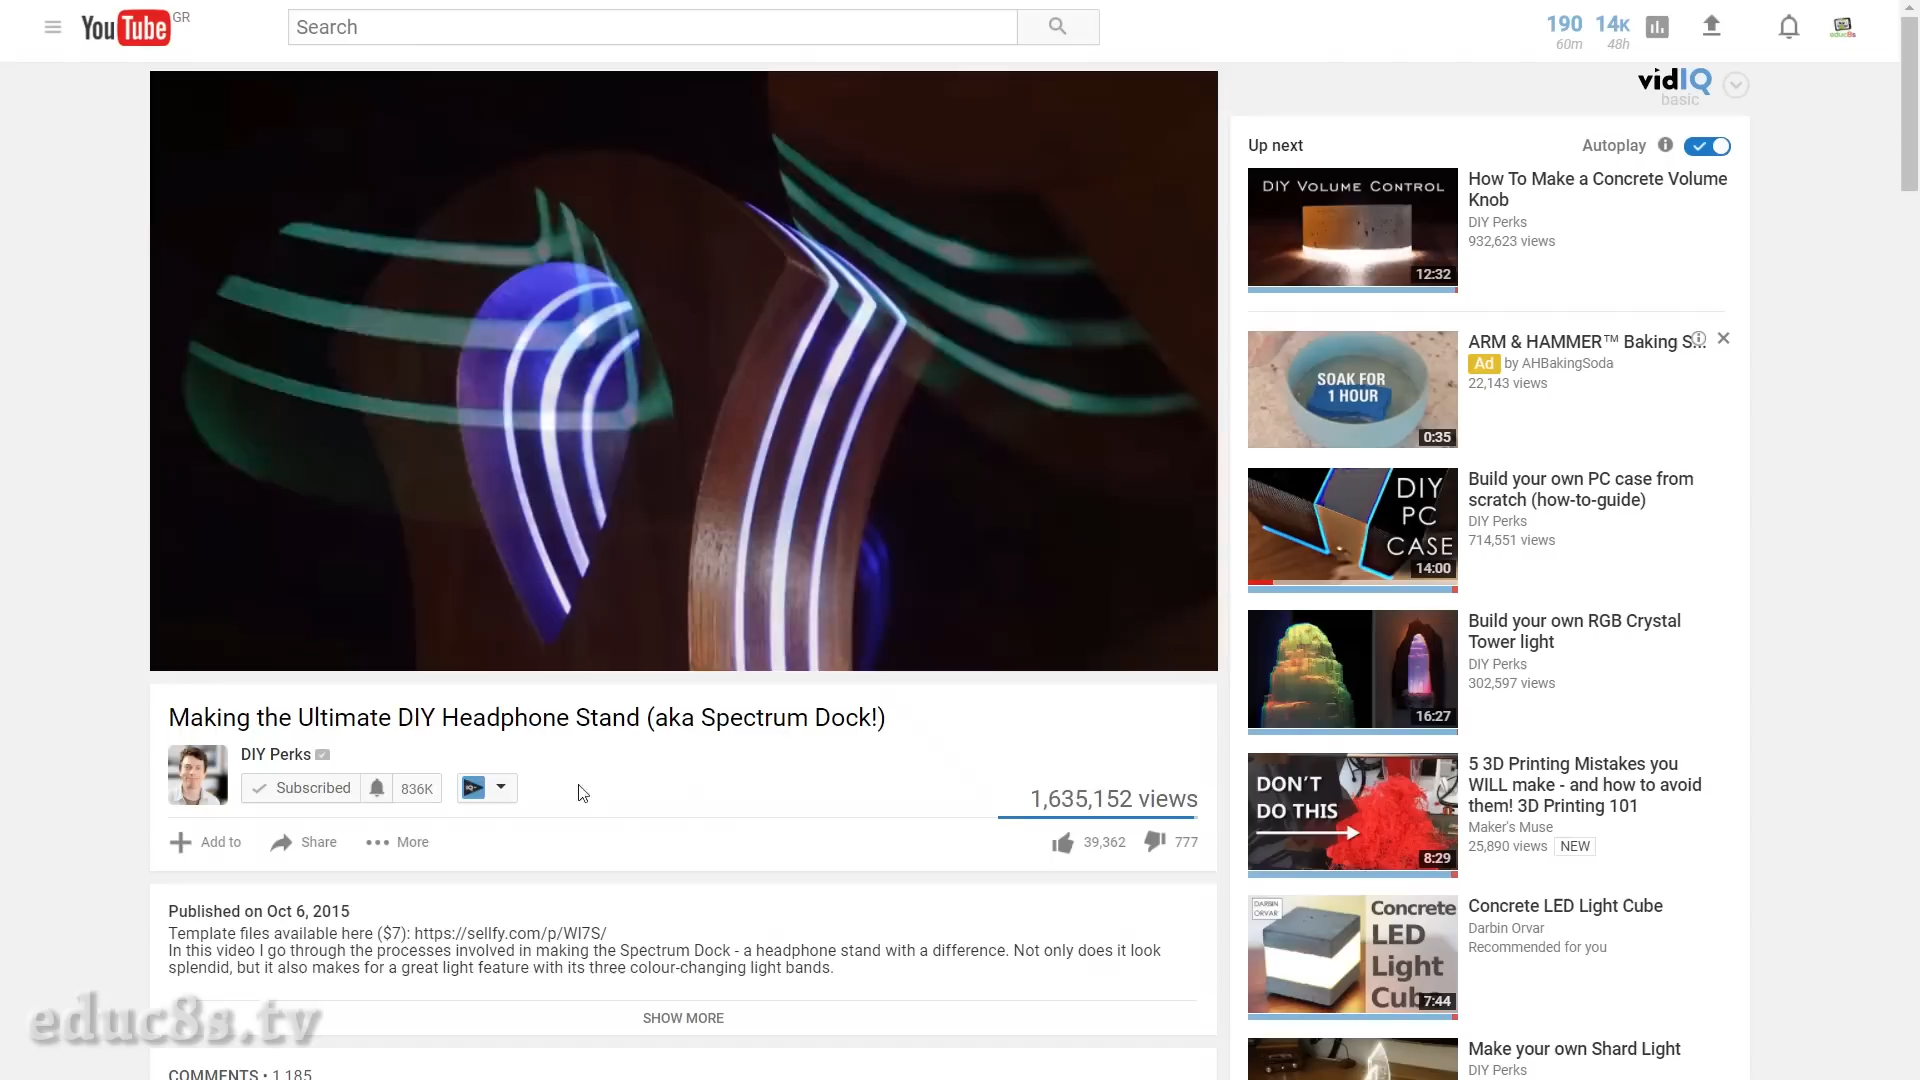 YouTube GR
Search
190 14K
60m 48h
educ8s
vidIQ
basic
Up next
Autoplay
DIY VOLUME CONTROL
12:32
How To Make a Concrete Volume
Knob
DIY Perks
932,623 views
SOAK FOR
1 HOUR
0:35
ARM & HAMMER™ Baking S...
Ad by AHBakingSoda
22,143 views
DIY
PC
CASE
14:00
Build your own PC case from
scratch (how-to-guide)
DIY Perks
714,551 views
16:27
Build your own RGB Crystal
Tower light
DIY Perks
302,597 views
DON'T
DO THIS
8:29
5 3D Printing Mistakes you
WILL make - and how to avoid
them! 3D Printing 101
Maker's Muse
25,890 views NEW
DARBIN
ORVAR
Concrete
LED
Light
Cube
7:44
Concrete LED Light Cube
Darbin Orvar
Recommended for you
Make your own Shard Light
DIY Perks
Making the Ultimate DIY Headphone Stand (aka Spectrum Dock!)
DIY Perks
Subscribed 836K
1,635,152 views
Add to Share More
39,362 777
Published on Oct 6, 2015
Template files available here ($7): https://sellfy.com/p/WI7S/
In this video I go through the processes involved in making the Spectrum Dock - a headphone stand with a difference. Not only does it look
splendid, but it also makes for a great light feature with its three colour-changing light bands.
SHOW MORE
COMMENTS • 1,185
educ8s.tv